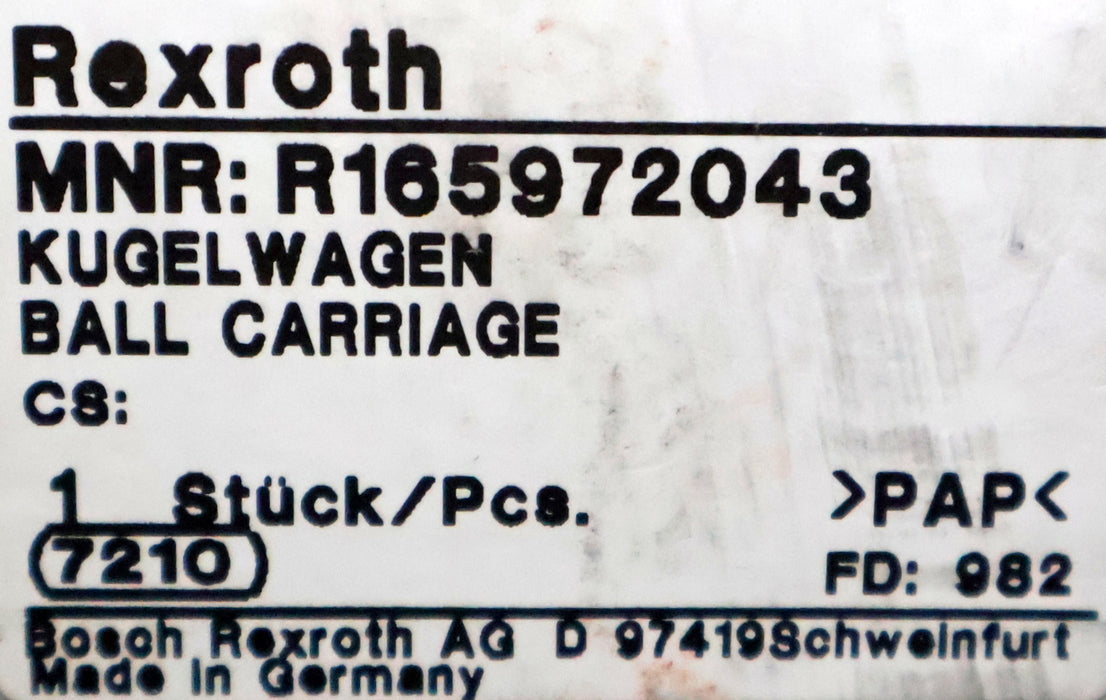 Rexroth
MNR: R165972043
KUGELWAGEN
BALL CARRIAGE
CS:
1 Stück/Pcs. >PAP<
7210 FD: 982
Bosch Rexroth AG D 97419Schweinfurt
Made in Germany